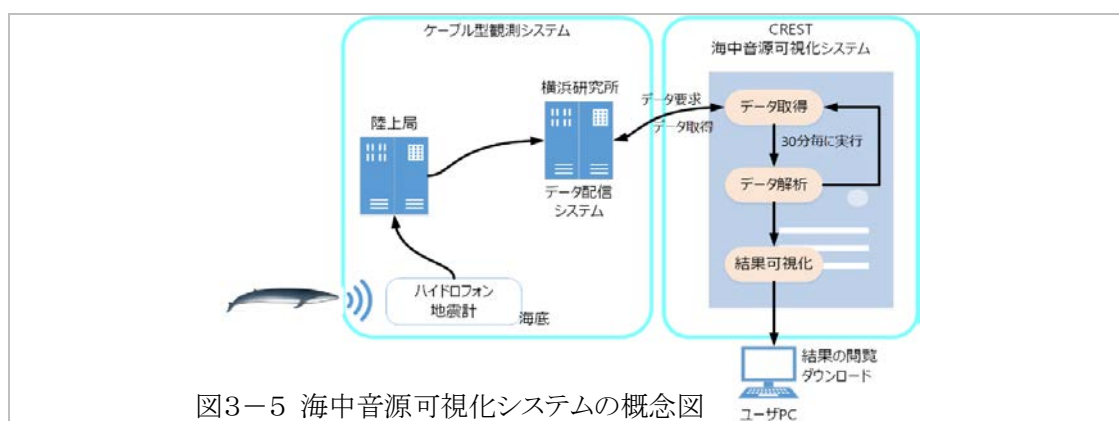 ケーブル型観測システム
陸上局
横浜研究所
データ配信
システム
ハイドロフォン
地震計
海底
データ要求
データ取得
CREST
海中音源可視化システム
データ取得
30分毎に実行
データ解析
結果可視化
結果の閲覧
ダウンロード
ユーザPC
図3-5 海中音源可視化システムの概念図